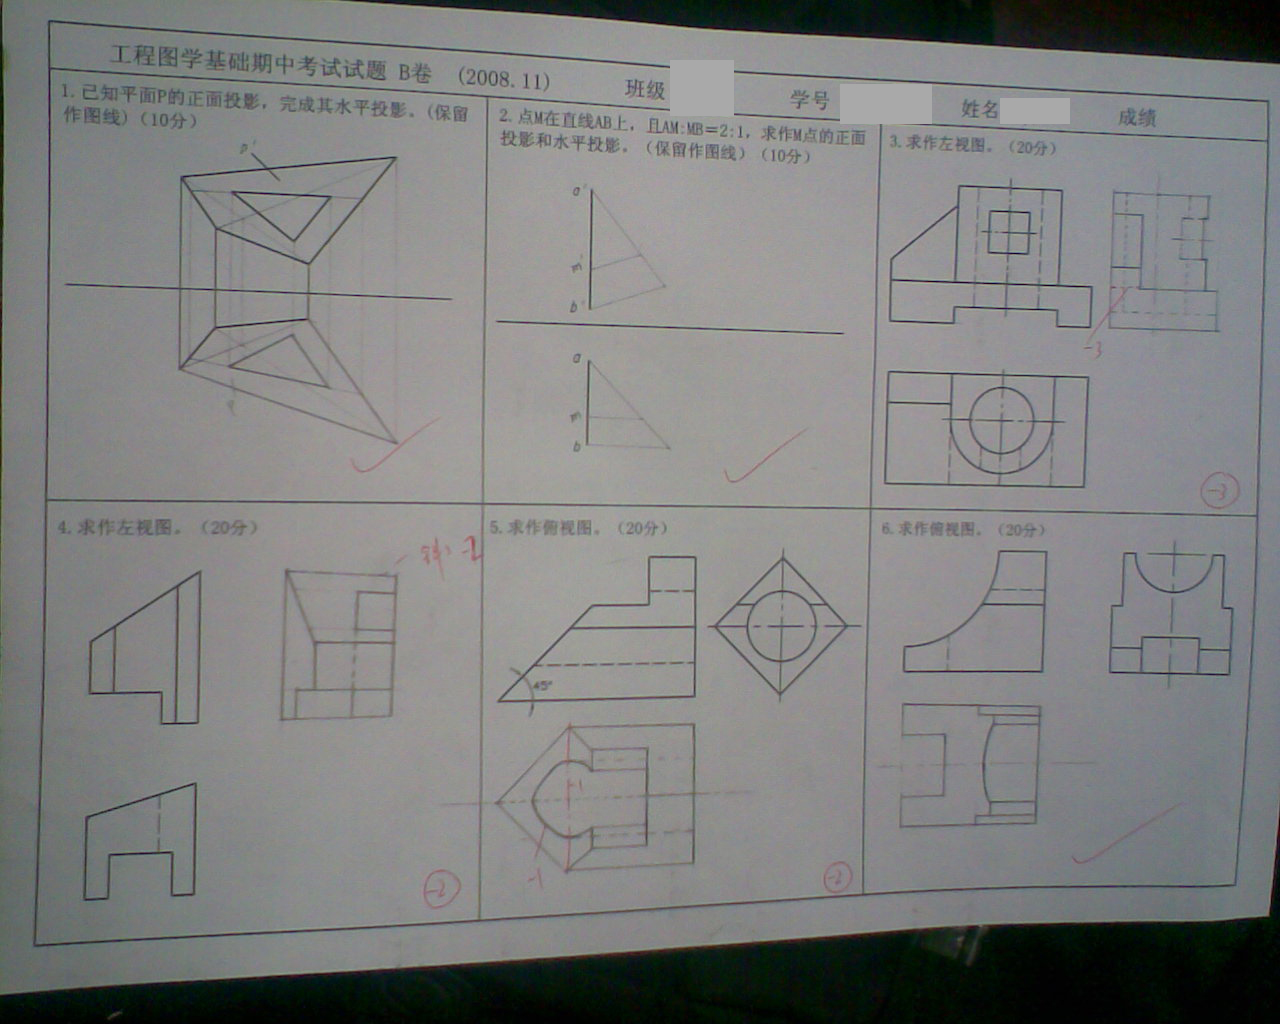 工程图学基础期中考试试题 B卷 (2008.11) 班级 学号 姓名 成绩
1.已知平面P的正面投影，完成其水平投影。(保留
作图线)（10分）
p'
2.点M在直线AB上，且AM:MB=2:1，求作M点的正面
投影和水平投影。（保留作图线）（10分）
a'
m'
b'
a
m
b
3.求作左视图。（20分）
-3
-3
4.求作左视图。（20分）
-2
-2
5.求作俯视图。（20分）
45°
-1
-1
-2
6.求作俯视图。（20分）